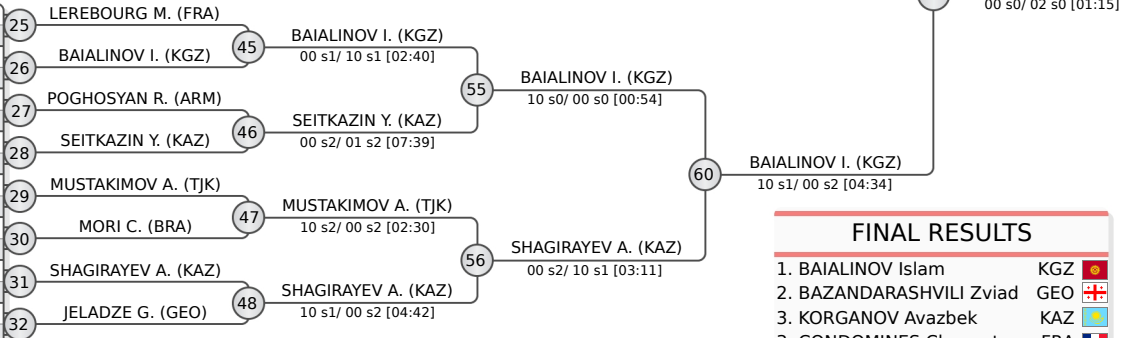 00 s0/ 02 s0 [01:15]
25 LEREBOURG M. (FRA)
26 BAIALINOV I. (KGZ)
45 BAIALINOV I. (KGZ)
00 s1/ 10 s1 [02:40]
27 POGHOSYAN R. (ARM)
28 SEITKAZIN Y. (KAZ)
46 SEITKAZIN Y. (KAZ)
00 s2/ 01 s2 [07:39]
55 BAIALINOV I. (KGZ)
10 s0/ 00 s0 [00:54]
29 MUSTAKIMOV A. (TJK)
30 MORI C. (BRA)
47 MUSTAKIMOV A. (TJK)
10 s2/ 00 s2 [02:30]
31 SHAGIRAYEV A. (KAZ)
32 JELADZE G. (GEO)
48 SHAGIRAYEV A. (KAZ)
10 s1/ 00 s2 [04:42]
56 SHAGIRAYEV A. (KAZ)
00 s2/ 10 s1 [03:11]
60 BAIALINOV I. (KGZ)
10 s1/ 00 s2 [04:34]
FINAL RESULTS
1. BAIALINOV Islam KGZ
2. BAZANDARASHVILI Zviad GEO
3. KORGANOV Avazbek KAZ